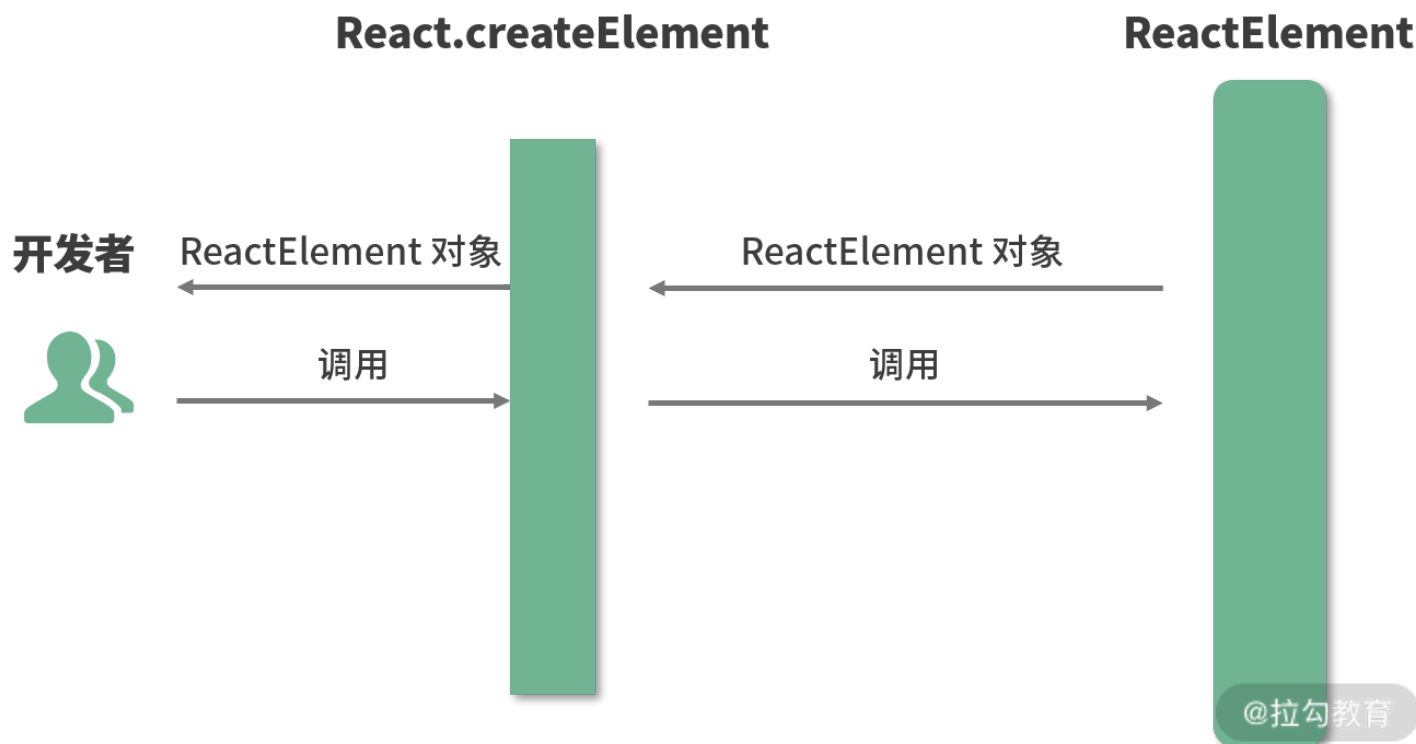 React.createElement
ReactElement
开发者
ReactElement 对象
ReactElement 对象
调用
调用
@拉勾教育